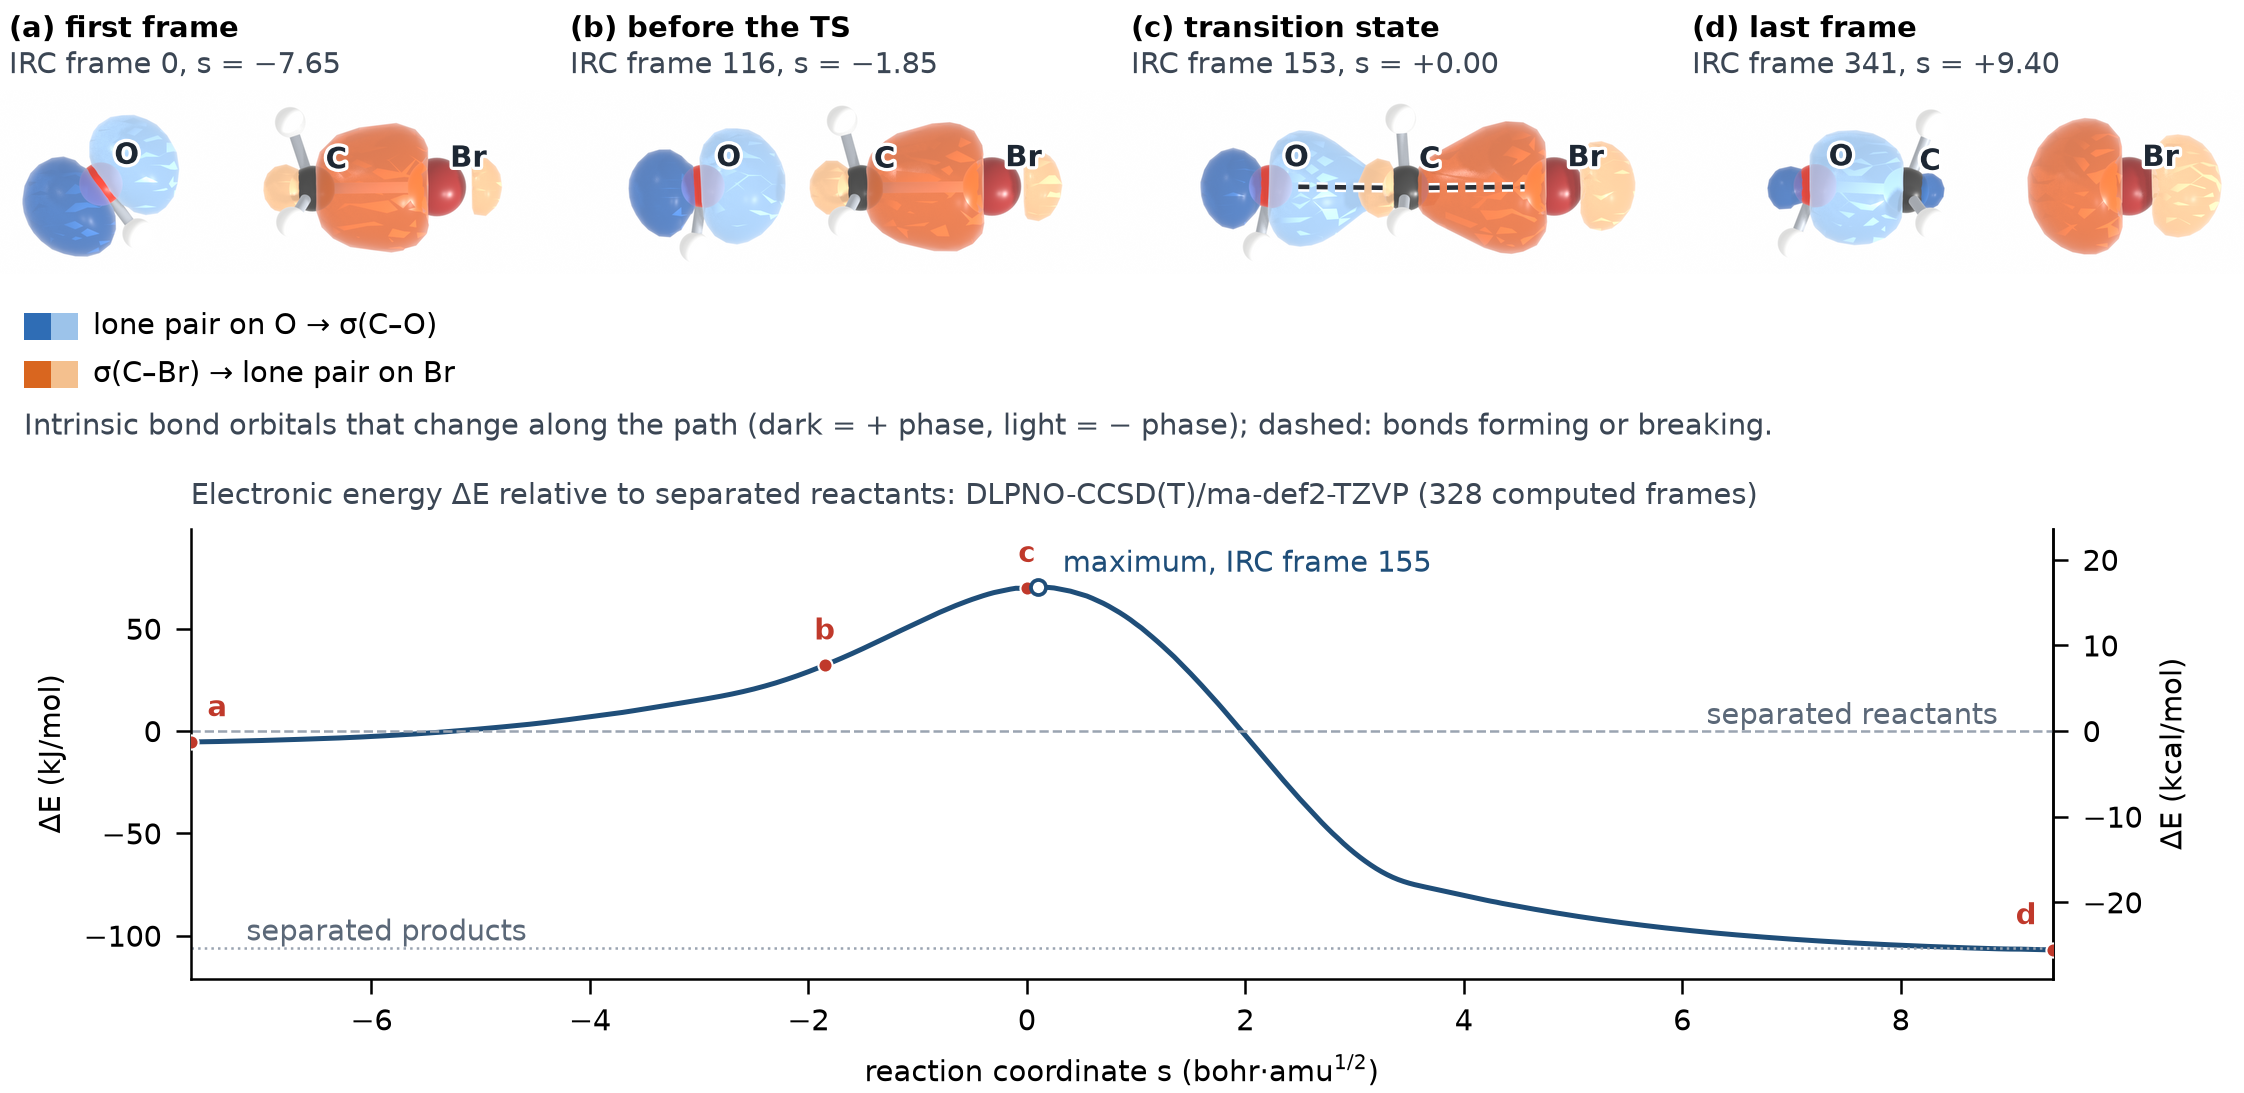 (a) first frame
IRC frame 0, s = −7.65
(b) before the TS
IRC frame 116, s = −1.85
(c) transition state
IRC frame 153, s = +0.00
(d) last frame
IRC frame 341, s = +9.40
O
C
Br
O
C
Br
O
C
Br
O
C
Br
lone pair on O → σ(C–O)
σ(C–Br) → lone pair on Br
Intrinsic bond orbitals that change along the path (dark = + phase, light = − phase); dashed: bonds forming or breaking.
Electronic energy ΔE relative to separated reactants: DLPNO-CCSD(T)/ma-def2-TZVP (328 computed frames)
c
maximum, IRC frame 155
b
a
d
separated reactants
separated products
50
0
−50
−100
ΔE (kJ/mol)
20
10
0
−10
−20
ΔE (kcal/mol)
−6
−4
−2
0
2
4
6
8
reaction coordinate s (bohr·amu^1/2)